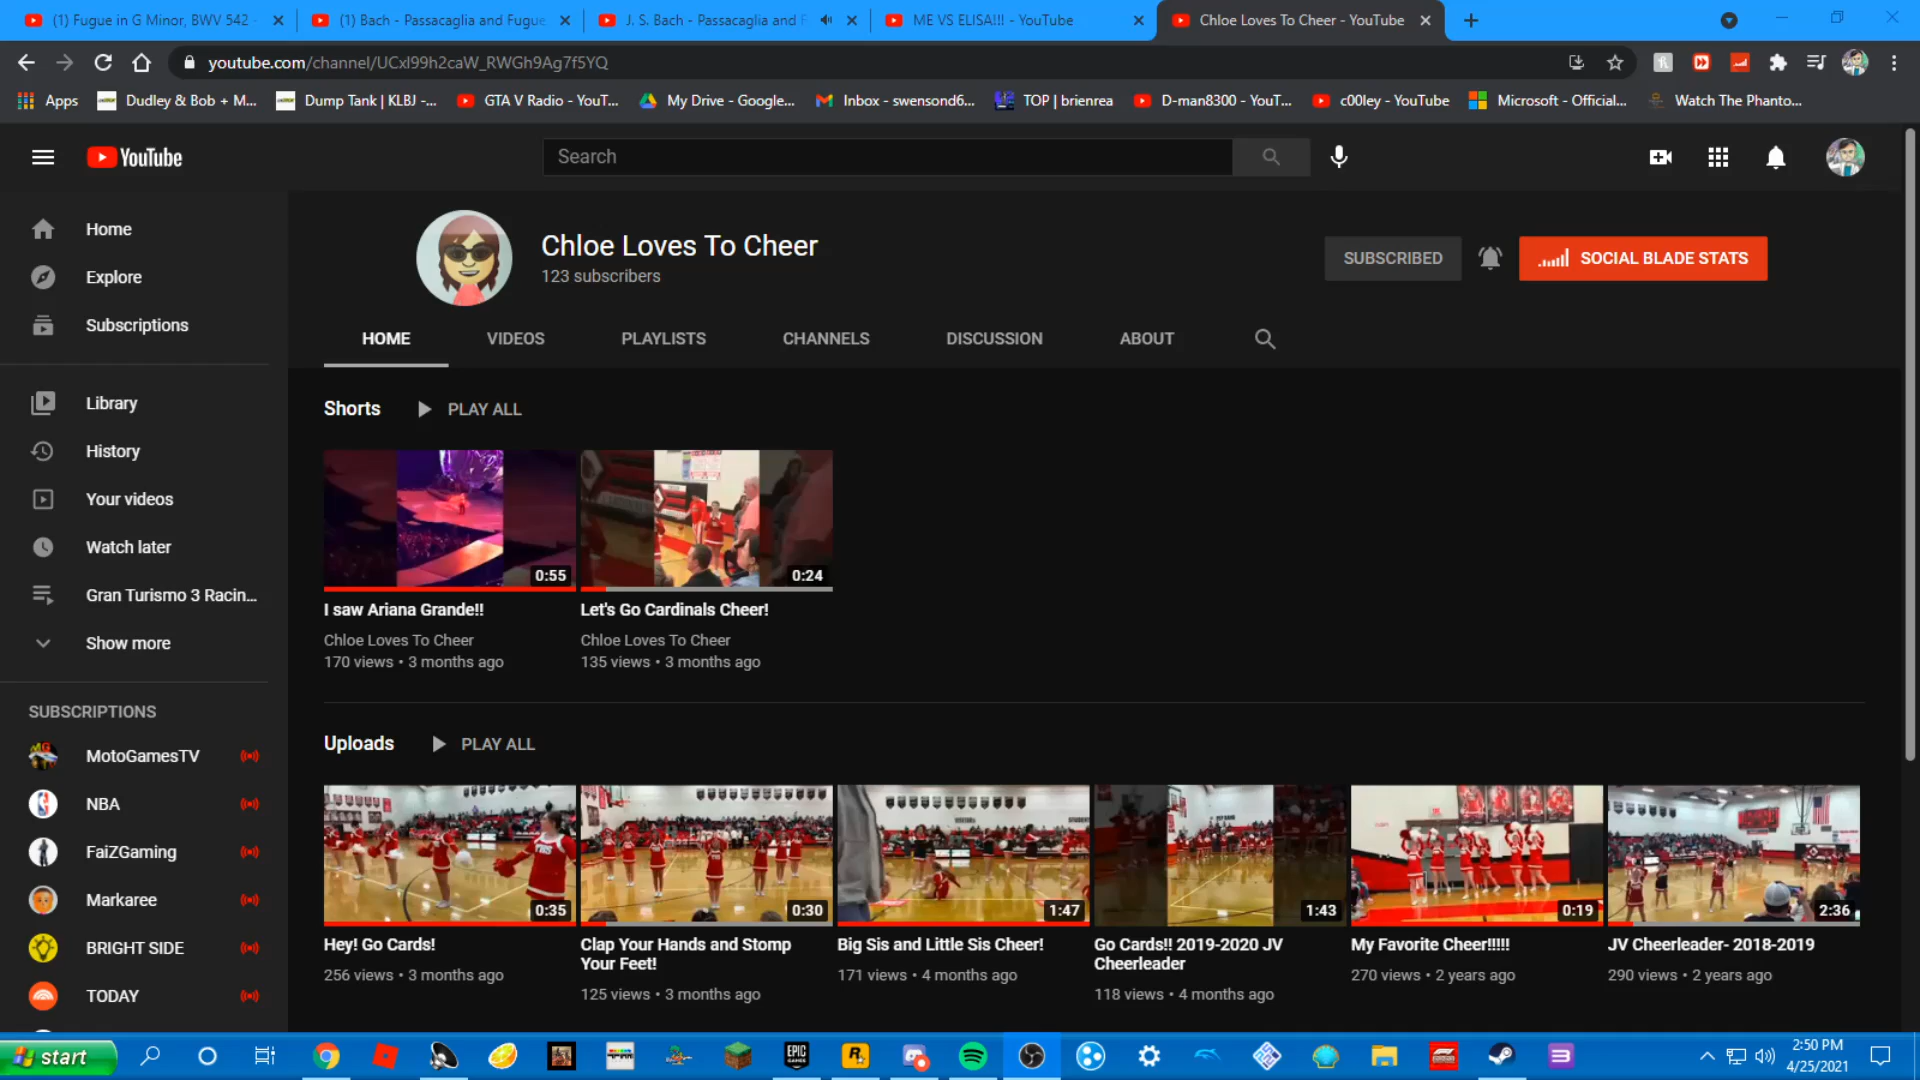 (1) Fugue in G Minor, BWV 542 -
(1) Bach - Passacaglia and Fugue
J. S. Bach - Passacaglia and F
ME VS ELISA!!! - YouTube
Chloe Loves To Cheer - YouTube
youtube.com/channel/UCxl99h2caW_RWGh9Ag7f5YQ
Apps
Dudley & Bob + M...
Dump Tank | KLBJ -...
GTA V Radio - YouT...
My Drive - Google...
Inbox - swensond6...
TOP | brienrea
D-man8300 - YouT...
c00ley - YouTube
Microsoft - Official...
Watch The Phanto...
YouTube
Search
Home
Explore
Subscriptions
Library
History
Your videos
Watch later
Gran Turismo 3 Racin...
Show more
SUBSCRIPTIONS
MotoGamesTV
NBA
FaiZGaming
Markaree
BRIGHT SIDE
TODAY
Chloe Loves To Cheer
123 subscribers
SUBSCRIBED
SOCIAL BLADE STATS
HOME
VIDEOS
PLAYLISTS
CHANNELS
DISCUSSION
ABOUT
Shorts
PLAY ALL
0:55
I saw Ariana Grande!!
Chloe Loves To Cheer
170 views • 3 months ago
0:24
Let's Go Cardinals Cheer!
Chloe Loves To Cheer
135 views • 3 months ago
Uploads
PLAY ALL
0:35
Hey! Go Cards!
256 views • 3 months ago
0:30
Clap Your Hands and Stomp
Your Feet!
125 views • 3 months ago
1:47
Big Sis and Little Sis Cheer!
171 views • 4 months ago
1:43
Go Cards!! 2019-2020 JV
Cheerleader
118 views • 4 months ago
0:19
My Favorite Cheer!!!!!
270 views • 2 years ago
2:36
JV Cheerleader- 2018-2019
290 views • 2 years ago
start
EPIC
2:50 PM
4/25/2021